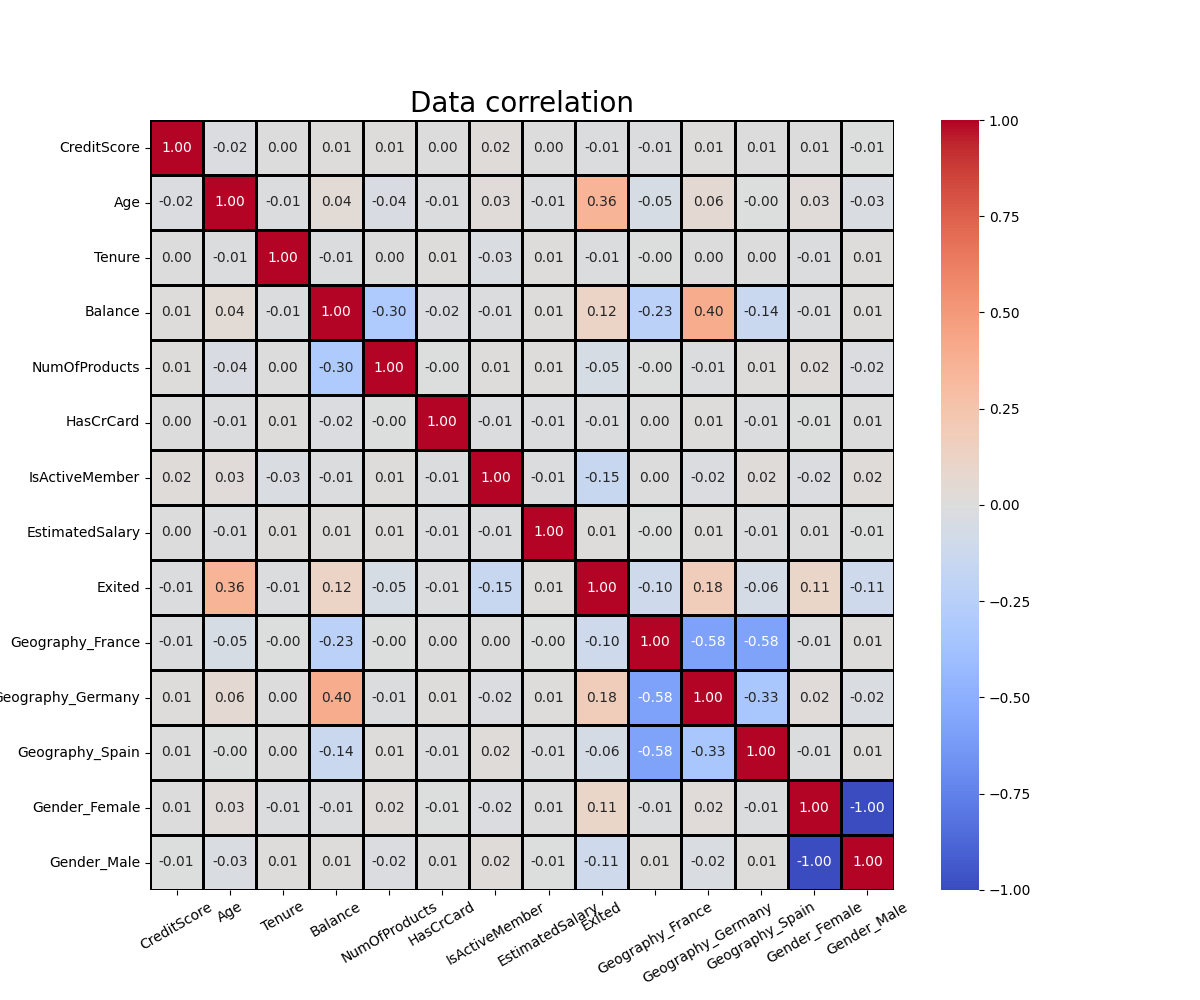 Data correlation
CreditScore 1.00 -0.02 0.00 0.01 0.01 0.00 0.02 0.00 -0.01 -0.01 0.01 0.01 0.01 -0.01
Age -0.02 1.00 -0.01 0.04 -0.04 -0.01 0.03 -0.01 0.36 -0.05 0.06 -0.00 0.03 -0.03
Tenure 0.00 -0.01 1.00 -0.01 0.00 0.01 -0.03 0.01 -0.01 -0.00 0.00 0.00 -0.01 0.01
Balance 0.01 0.04 -0.01 1.00 -0.30 -0.02 -0.01 0.01 0.12 -0.23 0.40 -0.14 -0.01 0.01
NumOfProducts 0.01 -0.04 0.00 -0.30 1.00 -0.00 0.01 0.01 -0.05 -0.00 -0.01 0.01 0.02 -0.02
HasCrCard 0.00 -0.01 0.01 -0.02 -0.00 1.00 -0.01 -0.01 -0.01 0.00 0.01 -0.01 -0.01 0.01
IsActiveMember 0.02 0.03 -0.03 -0.01 0.01 -0.01 1.00 -0.01 -0.15 0.00 -0.02 0.02 -0.02 0.02
EstimatedSalary 0.00 -0.01 0.01 0.01 0.01 -0.01 -0.01 1.00 0.01 -0.00 0.01 -0.01 0.01 -0.01
Exited -0.01 0.36 -0.01 0.12 -0.05 -0.01 -0.15 0.01 1.00 -0.10 0.18 -0.06 0.11 -0.11
Geography_France -0.01 -0.05 -0.00 -0.23 -0.00 0.00 0.00 -0.00 -0.10 1.00 -0.58 -0.58 -0.01 0.01
eography_Germany 0.01 0.06 0.00 0.40 -0.01 0.01 -0.02 0.01 0.18 -0.58 1.00 -0.33 0.02 -0.02
Geography_Spain 0.01 -0.00 0.00 -0.14 0.01 -0.01 0.02 -0.01 -0.06 -0.58 -0.33 1.00 -0.01 0.01
Gender_Female 0.01 0.03 -0.01 -0.01 0.02 -0.01 -0.02 0.01 0.11 -0.01 0.02 -0.01 1.00 -1.00
Gender_Male -0.01 -0.03 0.01 0.01 -0.02 0.01 0.02 -0.01 -0.11 0.01 -0.02 0.01 -1.00 1.00
CreditScore Age Tenure Balance NumOfProducts HasCrCard IsActiveMember EstimatedSalary Exited Geography_France Geography_Germany Geography_Spain Gender_Female Gender_Male
1.00
0.75
0.50
0.25
0.00
−0.25
−0.50
−0.75
−1.00